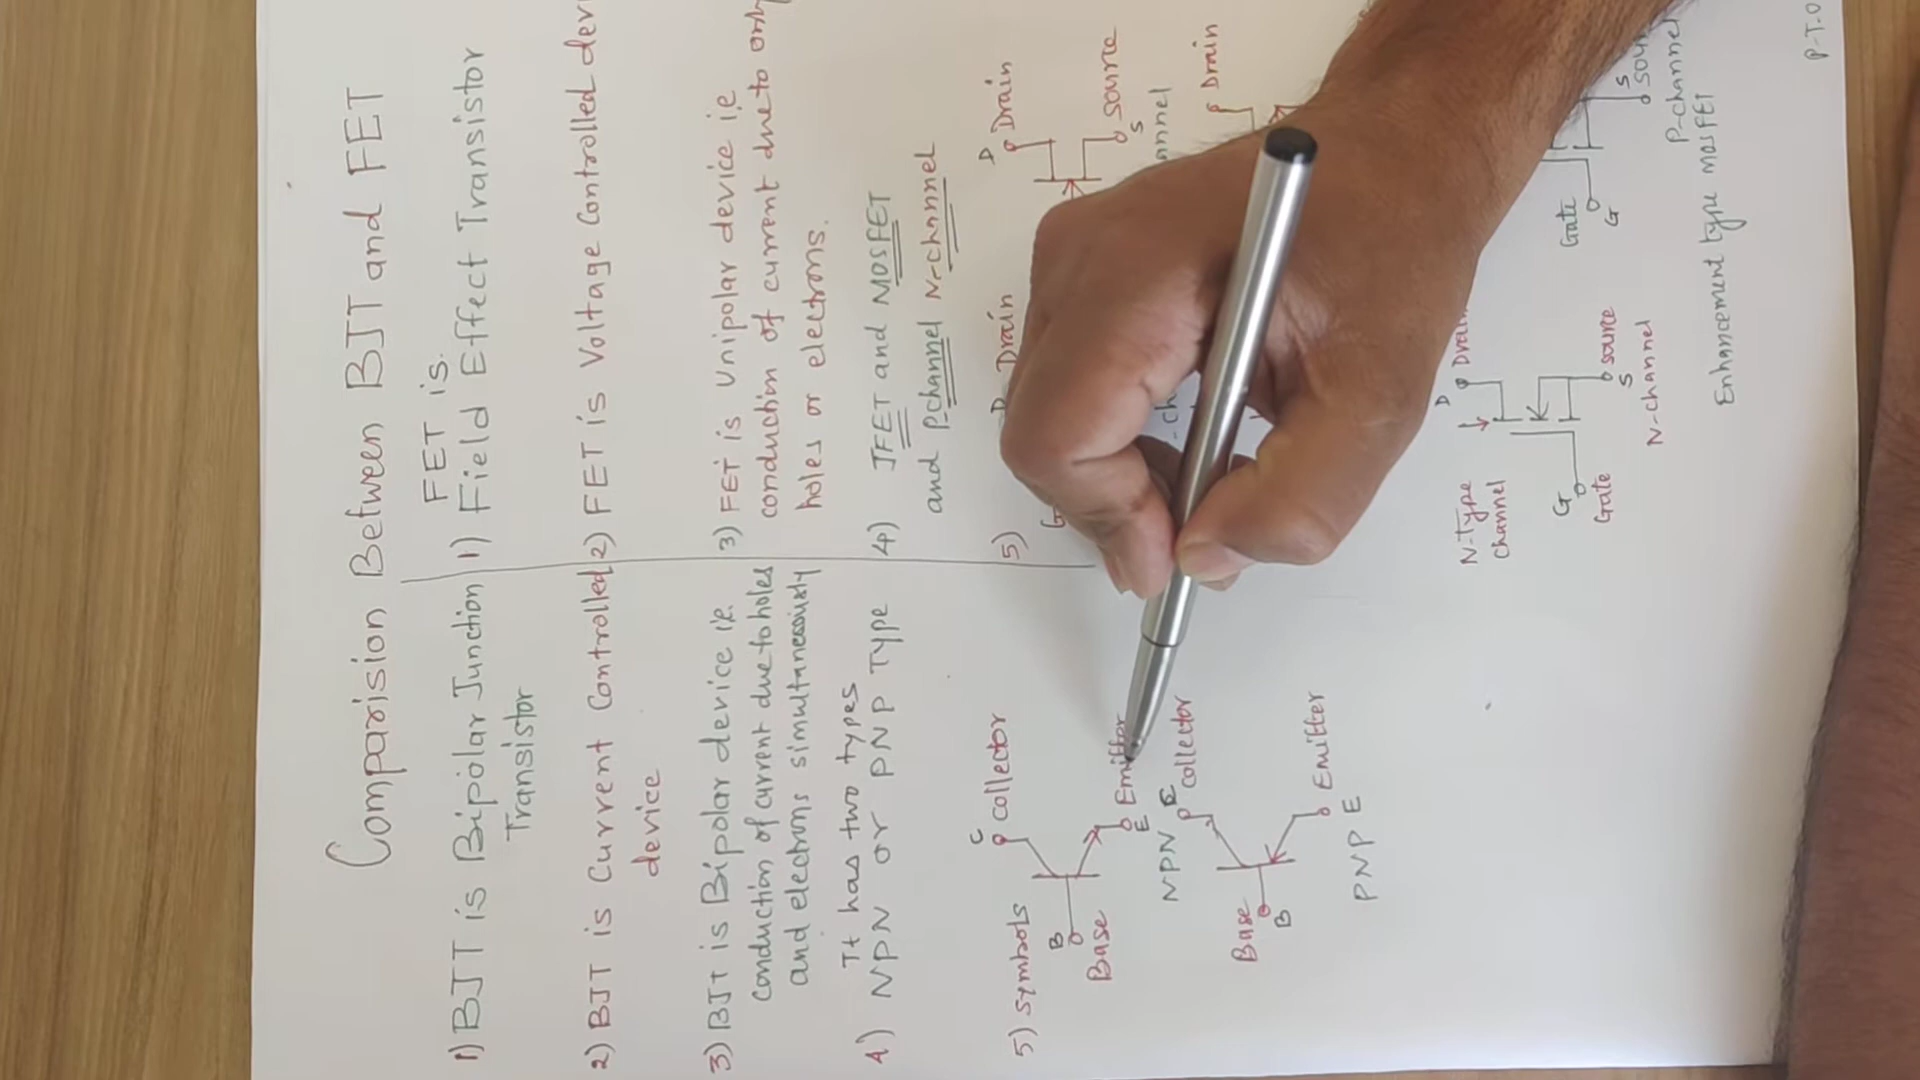 Comparision Between BJT and FET
1) BJT is Bipolar Junction
Transistor
2) BJT is Current Controlled
device
3) BJT is Bipolar device i.e.
conduction of current due to holes
and electrons simultaneously
It has two types
4) NPN or PNP Type
5) Symbols
C Collector
B
Base
E Emitter
NPN
Collector
Base
B
Emitter
PNP E
FET is
1) Field Effect Transistor
2) FET is Voltage Controlled
3) FET is Unipolar device ie
conduction of current due to only
holes or electrons.
4) JFET and MOSFET
and P-channel N-channel
5)
D Drain
D Drain
S Source
G
Drain
N-Type
channel
D Drain
G
Gate
S Source
N-channel
Gate
G
S
P-channel
Enhancement type MOSFET
P-T-O